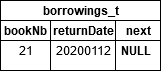 borrowings_t
bookNb returnDate next
21 20200112 NULL